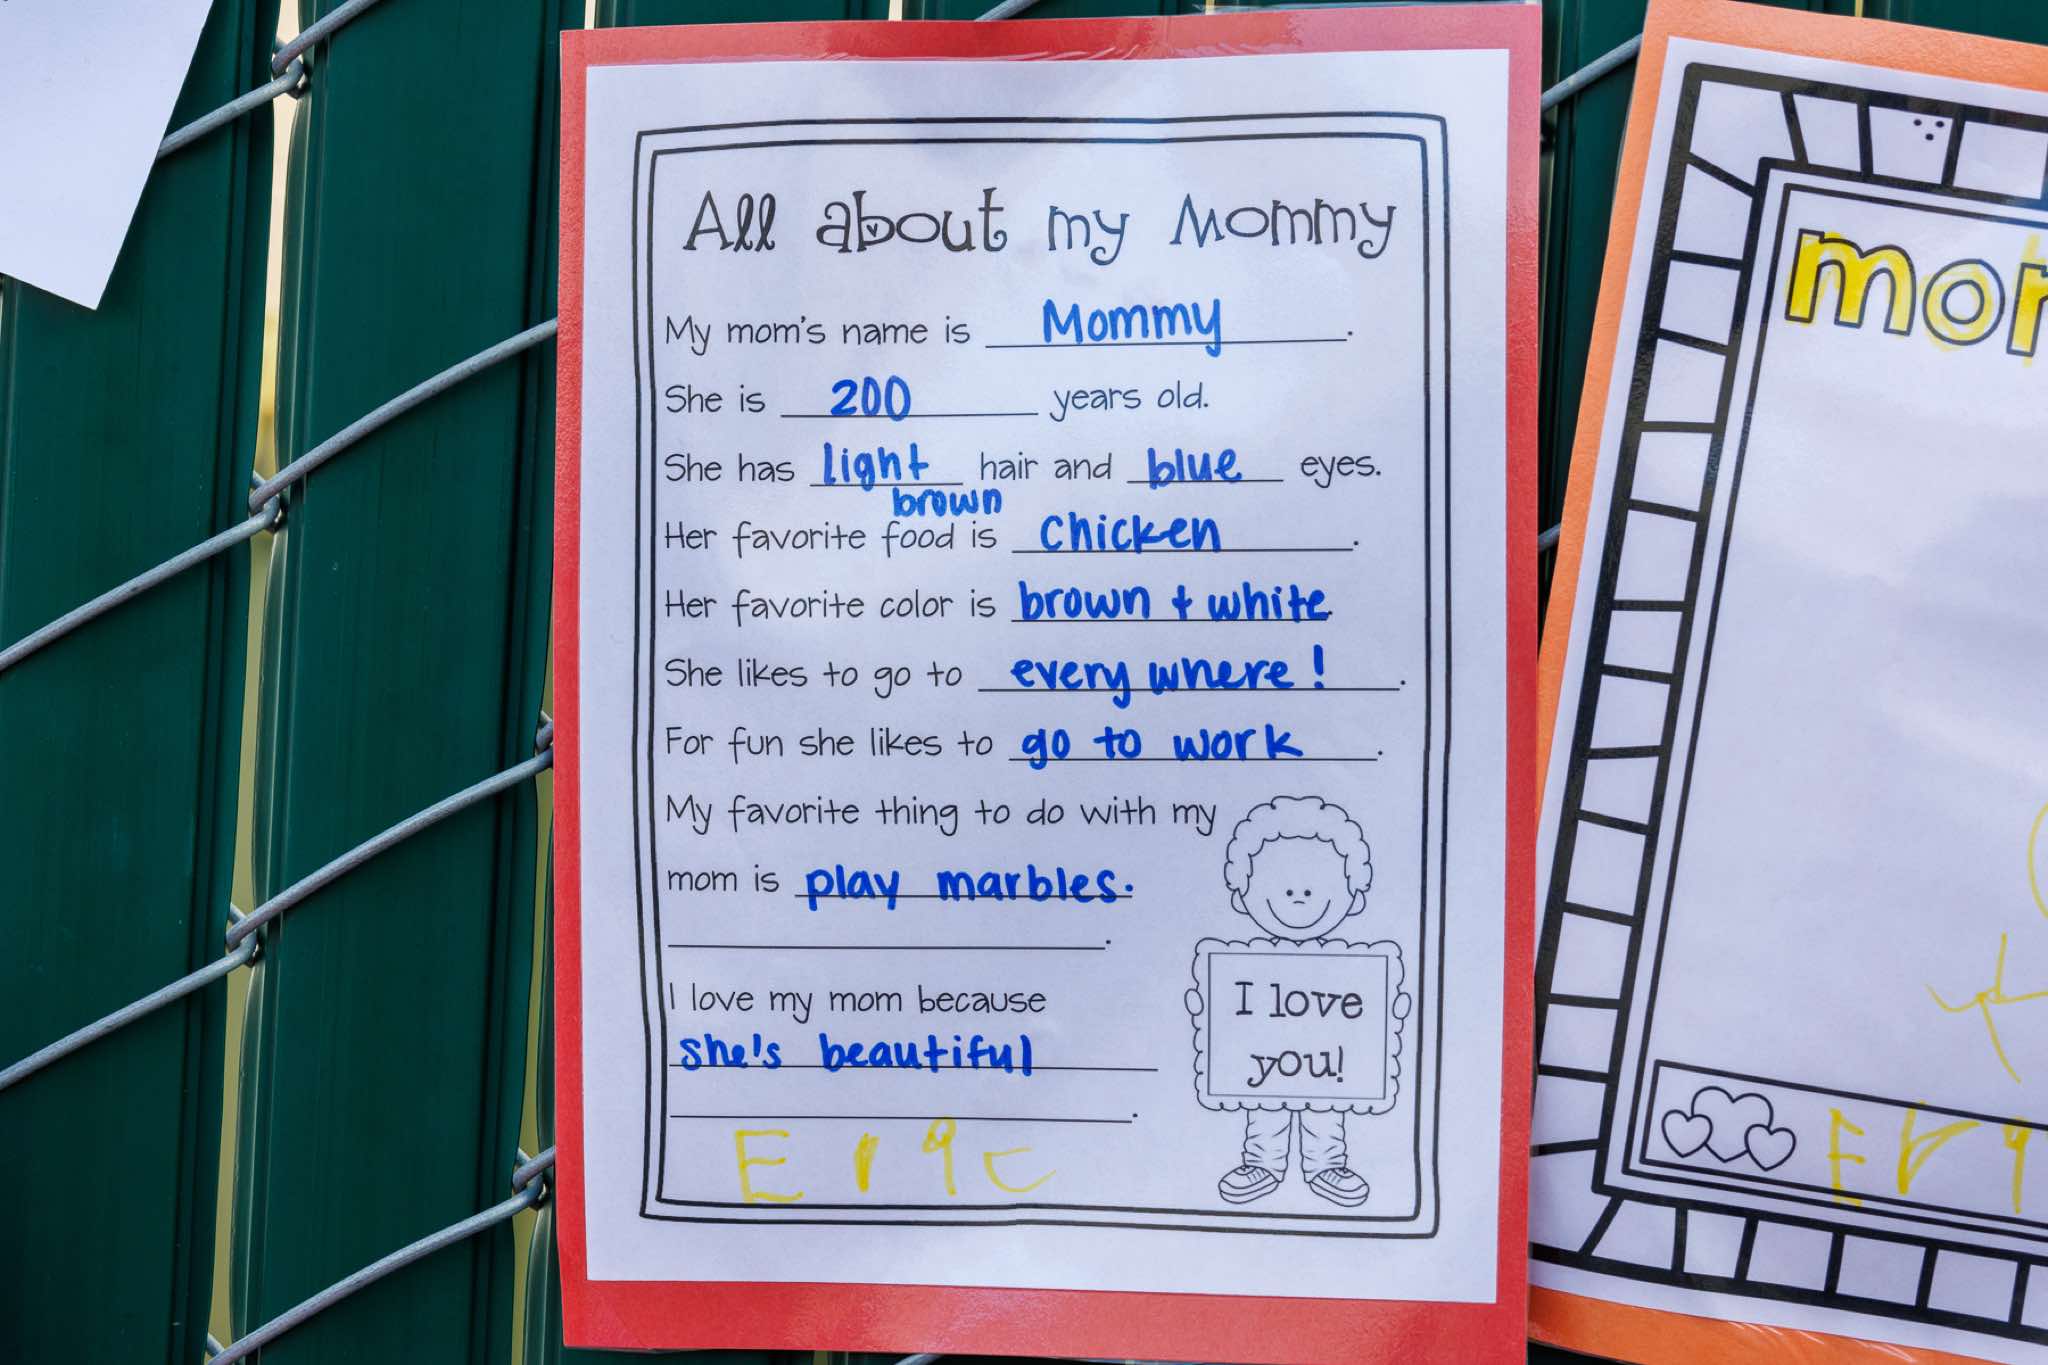 All about my Mommy
My mom's name is Mommy.
She is 200 years old.
She has light hair and blue eyes.
brown
Her favorite food is chicken.
Her favorite color is brown + white.
She likes to go to every where!.
For fun she likes to go to work.
My favorite thing to do with my
mom is play marbles.
.
I love my mom because
she's beautiful
.
Eric
I love
you!
mo
Eri